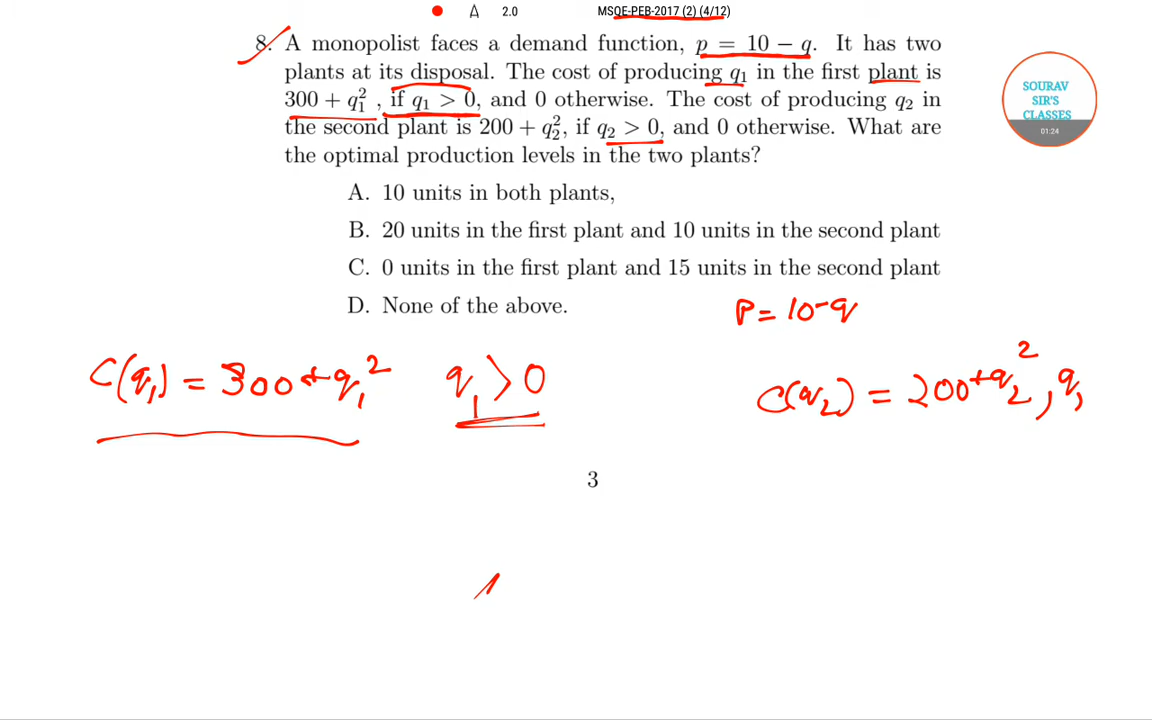 A 2.0 MSQE-PEB-2017 (2) (4/12)
8. A monopolist faces a demand function, p = 10 − q. It has two
plants at its disposal. The cost of producing q₁ in the first plant is
300 + q₁², if q₁ > 0, and 0 otherwise. The cost of producing q₂ in
the second plant is 200 + q₂², if q₂ > 0, and 0 otherwise. What are
the optimal production levels in the two plants?
SOURAV
SIR'S
CLASSES
01:24
A. 10 units in both plants,
B. 20 units in the first plant and 10 units in the second plant
C. 0 units in the first plant and 15 units in the second plant
D. None of the above.
P = 10-q
C(q₁) = 300 + q₁² q₁ > 0
C(q₂) = 200 + q₂², q₁
3